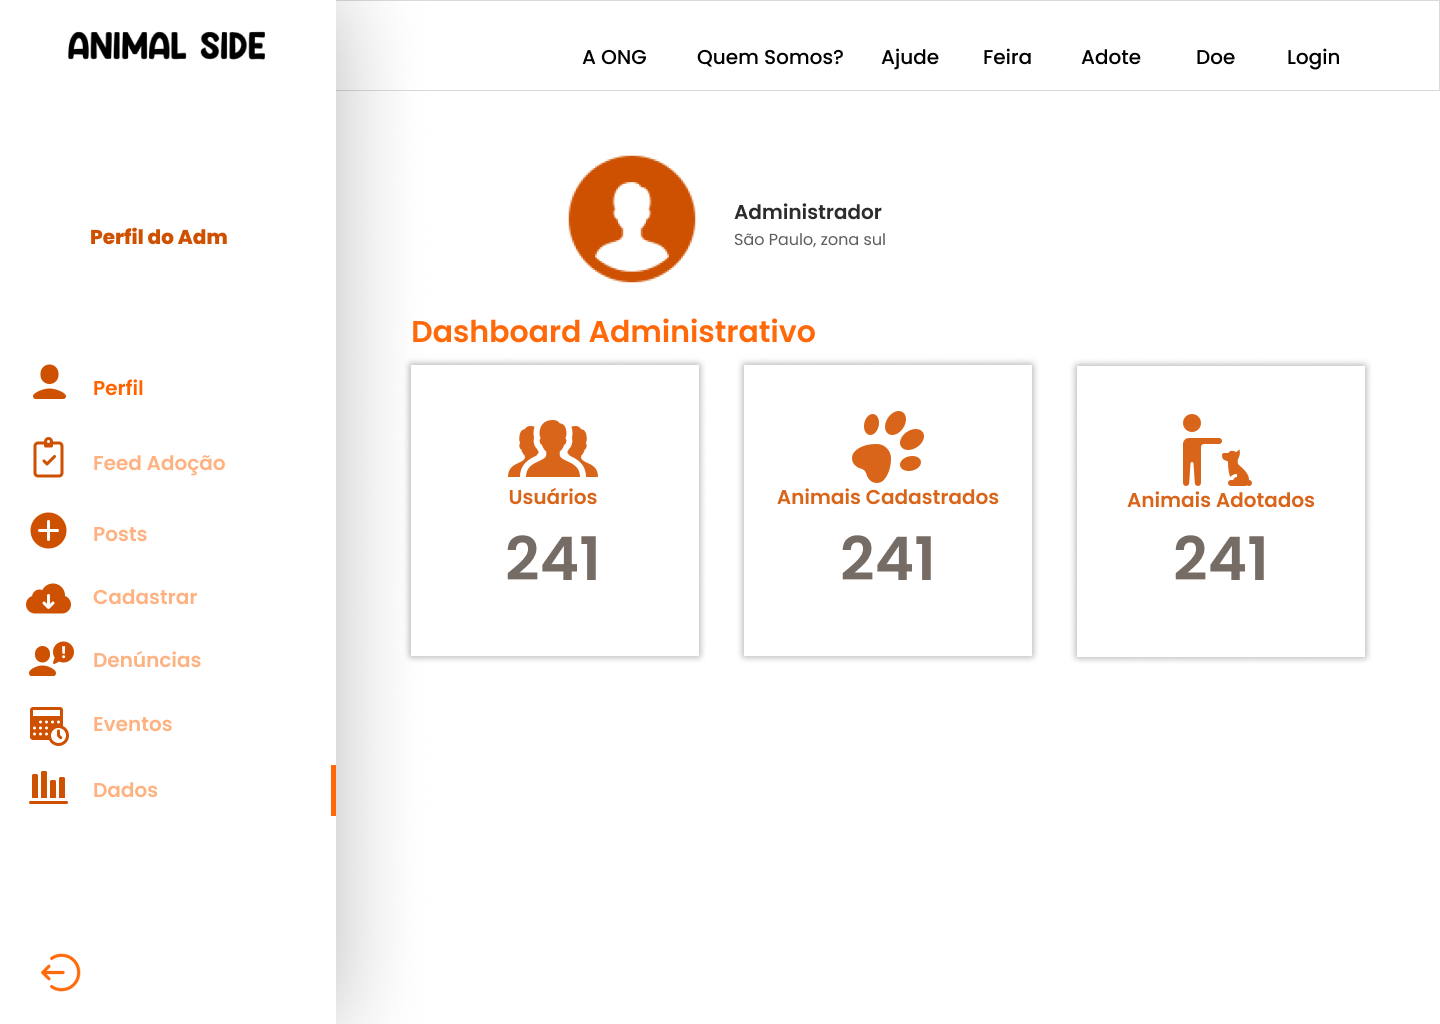 ANIMAL SIDE
A ONG
Quem Somos?
Ajude
Feira
Adote
Doe
Login
Perfil do Adm
Perfil
Feed Adoção
Posts
Cadastrar
Denúncias
Eventos
Dados
Administrador
São Paulo, zona sul
Dashboard Administrativo
Usuários
241
Animais Cadastrados
241
Animais Adotados
241